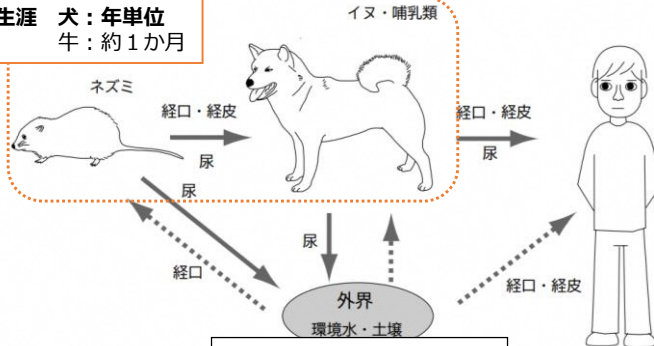 生涯 犬：年単位
牛：約１か月
イヌ・哺乳類
ネズミ
経口・経皮
尿
経口・経皮
尿
尿
尿
経口
経口・経皮
外界
環境水・土壌